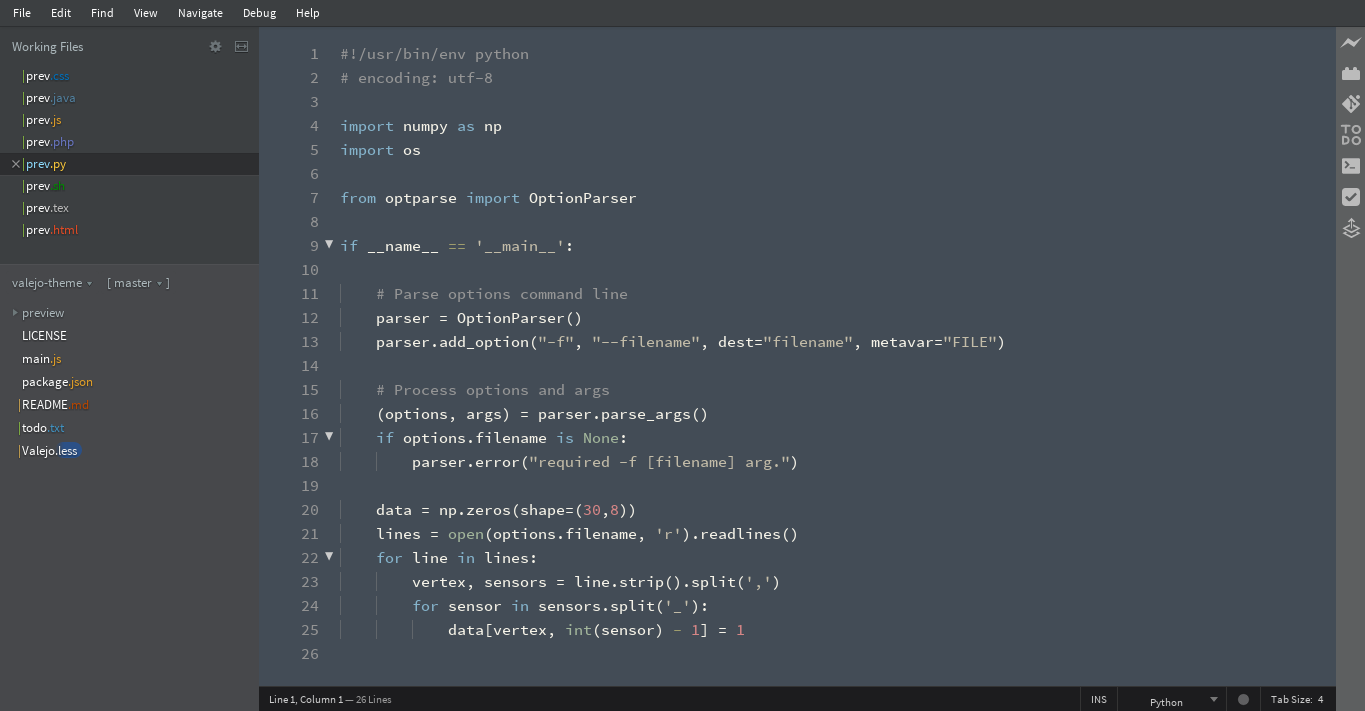 File Edit Find View Navigate Debug Help
Working Files
prev.css
prev.java
prev.js
prev.php
prev.py
prev.sh
prev.tex
prev.html
valejo-theme [ master ]
preview
LICENSE
main.js
package.json
README.md
todo.txt
Valejo.less
1 #!/usr/bin/env python
2 # encoding: utf-8
3
4 import numpy as np
5 import os
6
7 from optparse import OptionParser
8
9 if __name__ == '__main__':
10
11 # Parse options command line
12 parser = OptionParser()
13 parser.add_option("-f", "--filename", dest="filename", metavar="FILE")
14
15 # Process options and args
16 (options, args) = parser.parse_args()
17 if options.filename is None:
18 parser.error("required -f [filename] arg.")
19
20 data = np.zeros(shape=(30,8))
21 lines = open(options.filename, 'r').readlines()
22 for line in lines:
23 vertex, sensors = line.strip().split(',')
24 for sensor in sensors.split('_'):
25 data[vertex, int(sensor) - 1] = 1
26
TO
DO
Line 1, Column 1 — 26 Lines INS Python Tab Size: 4